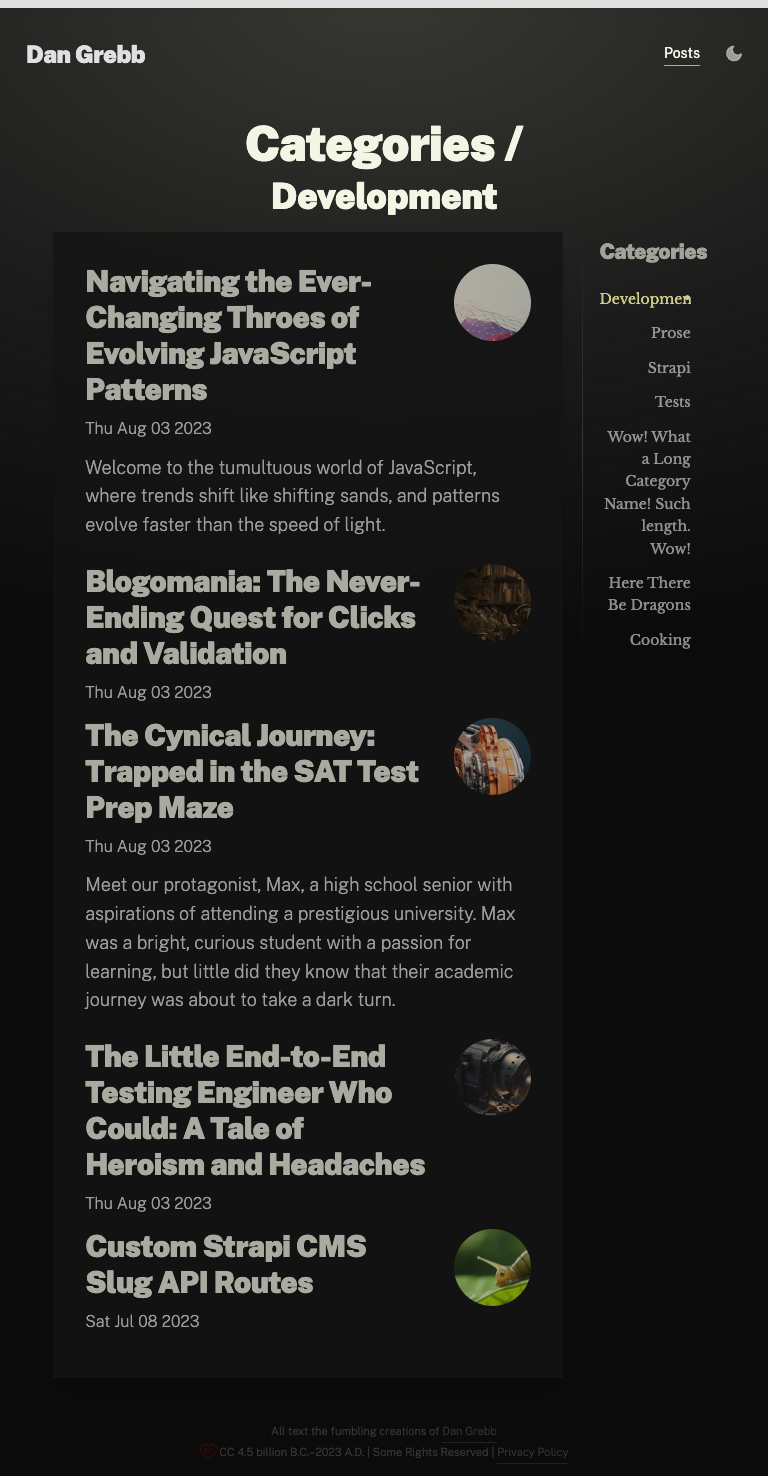 Dan Grebb
Posts
Categories /
Development
Navigating the Ever-
Changing Throes of
Evolving JavaScript
Patterns
Thu Aug 03 2023
Welcome to the tumultuous world of JavaScript,
where trends shift like shifting sands, and patterns
evolve faster than the speed of light.
Blogomania: The Never-
Ending Quest for Clicks
and Validation
Thu Aug 03 2023
The Cynical Journey:
Trapped in the SAT Test
Prep Maze
Thu Aug 03 2023
Meet our protagonist, Max, a high school senior with
aspirations of attending a prestigious university. Max
was a bright, curious student with a passion for
learning, but little did they know that their academic
journey was about to take a dark turn.
The Little End-to-End
Testing Engineer Who
Could: A Tale of
Heroism and Headaches
Thu Aug 03 2023
Custom Strapi CMS
Slug API Routes
Sat Jul 08 2023
Categories
Developmen
Prose
Strapi
Tests
Wow! What
a Long
Category
Name! Such
length.
Wow!
Here There
Be Dragons
Cooking
All text the fumbling creations of Dan Grebb
CC 4.5 billion B.C.–2023 A.D. | Some Rights Reserved | Privacy Policy